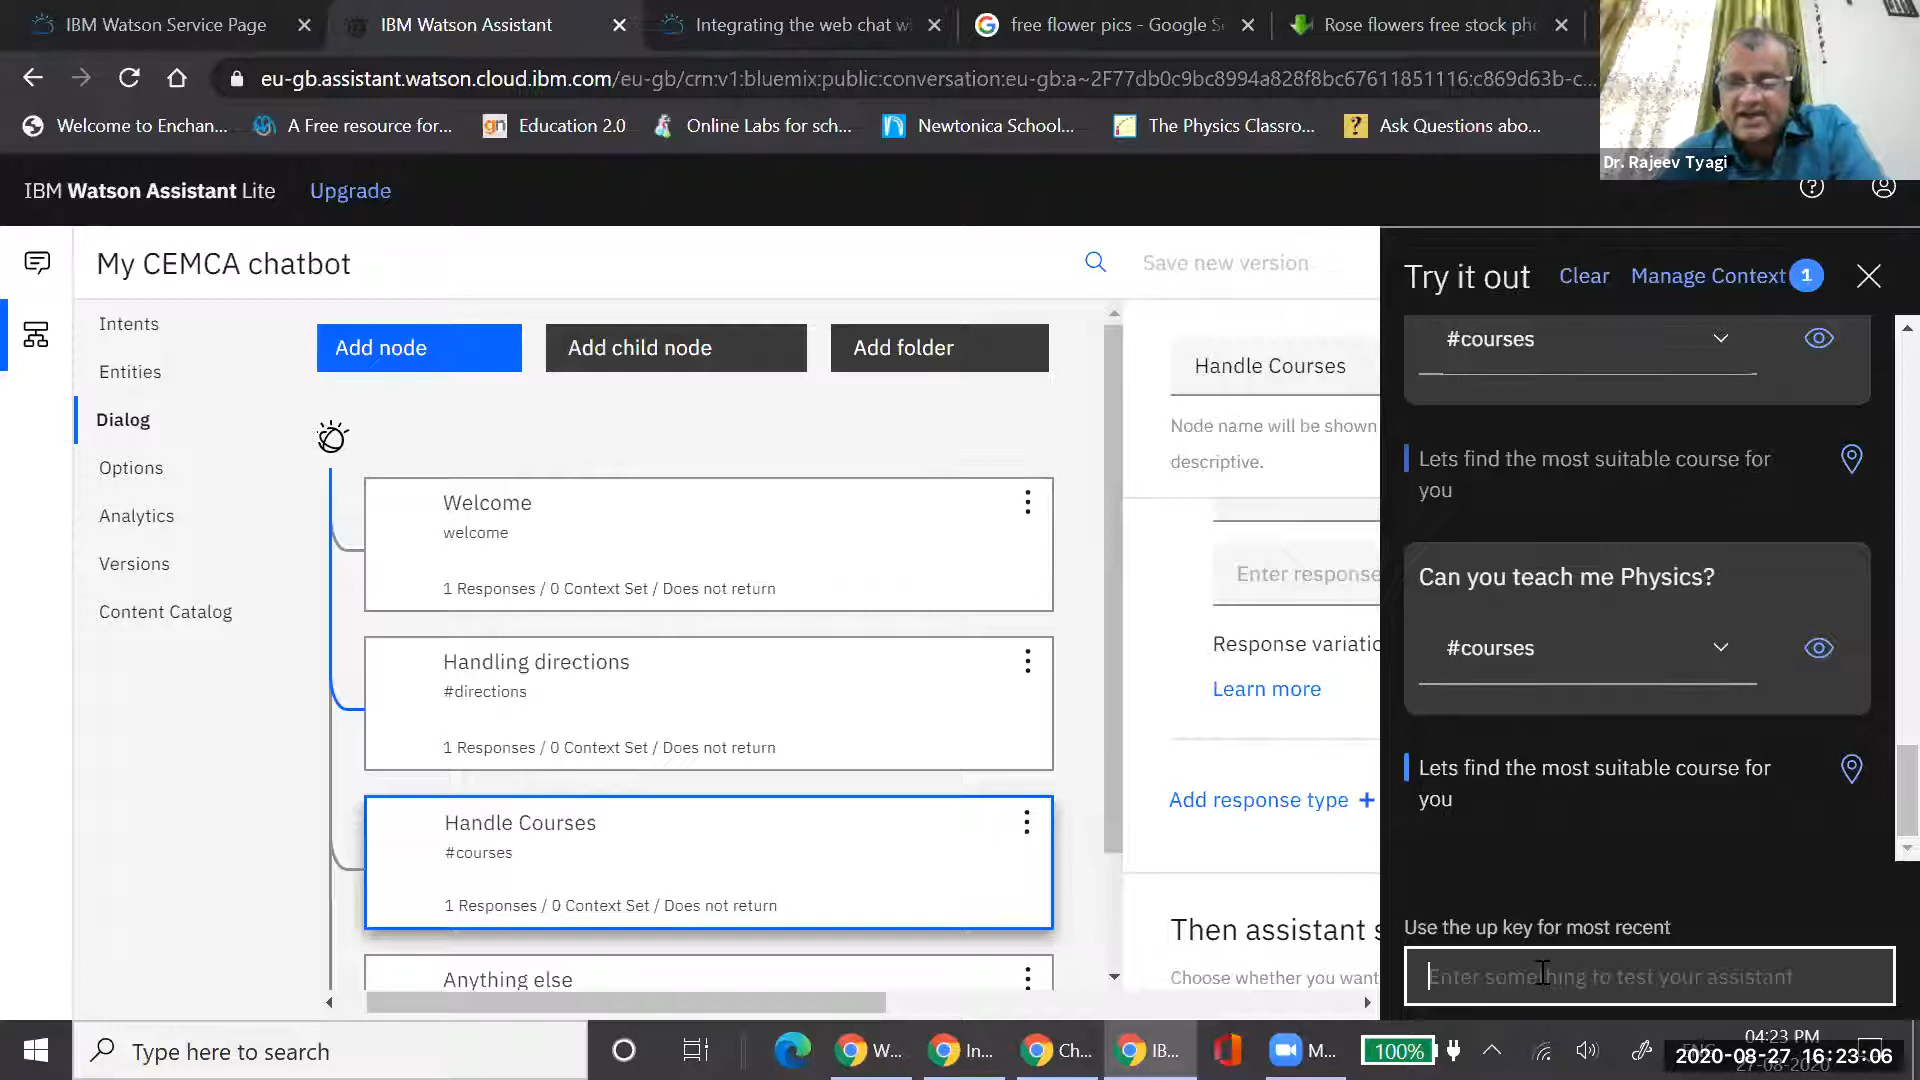 IBM Watson Service Page
IBM Watson Assistant
Integrating the web chat w
free flower pics - Google S
Rose flowers free stock pho
eu-gb.assistant.watson.cloud.ibm.com/eu-gb/crn:v1:bluemix:public:conversation:eu-gb:a~2F77db0c9bc8994a828f8bc67611851116:c869d63b-c...
Welcome to Enchan...
A Free resource for...
gn Education 2.0
Online Labs for sch...
Newtonica School...
The Physics Classro...
? Ask Questions abo...
Dr. Rajeev Tyagi
IBM Watson Assistant Lite
Upgrade
My CEMCA chatbot
Save new version
Try it out
Clear
Manage Context 1
Intents
Entities
Dialog
Options
Analytics
Versions
Content Catalog
Add node
Add child node
Add folder
Welcome
welcome
1 Responses / 0 Context Set / Does not return
Handling directions
#directions
1 Responses / 0 Context Set / Does not return
Handle Courses
#courses
1 Responses / 0 Context Set / Does not return
Anything else
Handle Courses
Node name will be shown
descriptive.
Enter response
Response variatio
Learn more
Add response type +
Then assistant s
Choose whether you want
#courses
Lets find the most suitable course for
you
Can you teach me Physics?
#courses
Lets find the most suitable course for
you
Use the up key for most recent
Enter something to test your assistant
Type here to search
W...
In...
Ch...
IB...
M...
100%
04:23 PM
2020-08-27 16:23:06
27-08-2020